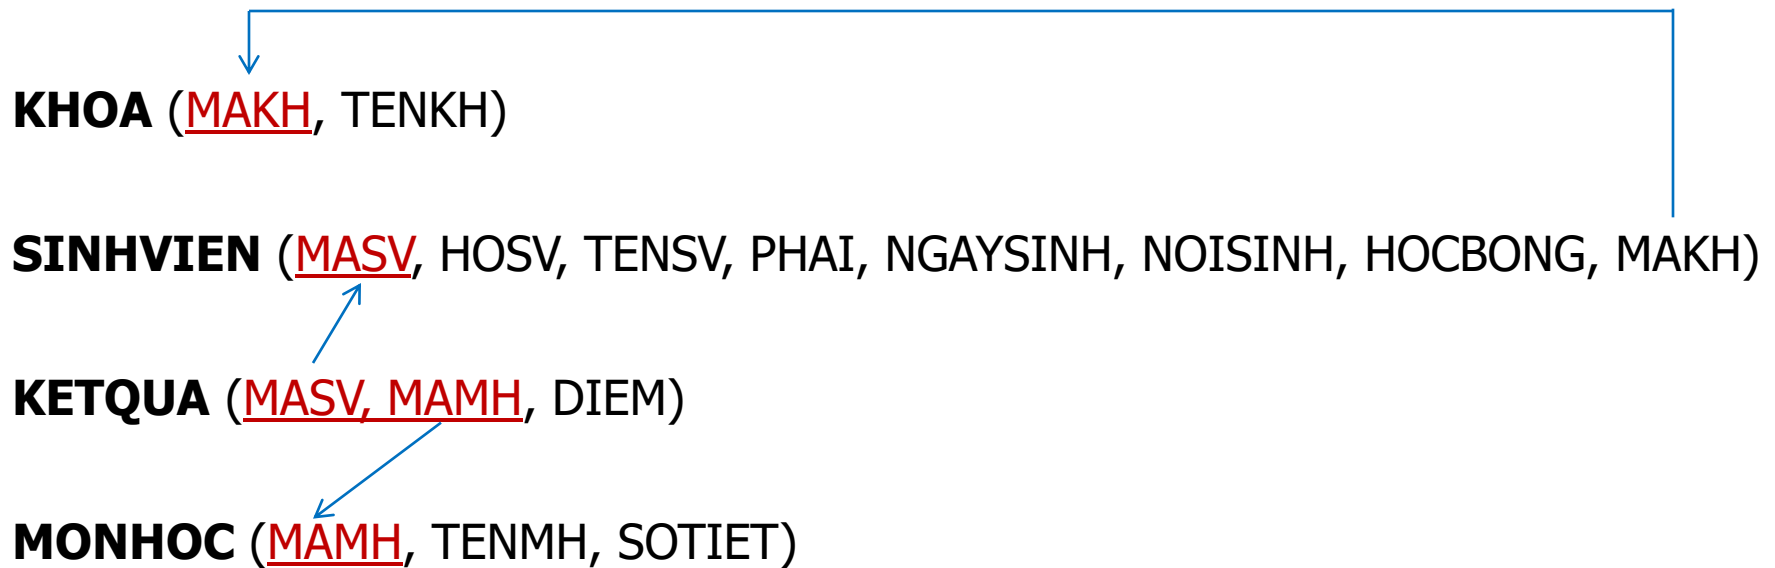 KHOA (MAKH, TENKH)
SINHVIEN (MASV, HOSV, TENSV, PHAI, NGAYSINH, NOISINH, HOCBONG, MAKH)
KETQUA (MASV, MAMH, DIEM)
MONHOC (MAMH, TENMH, SOTIET)